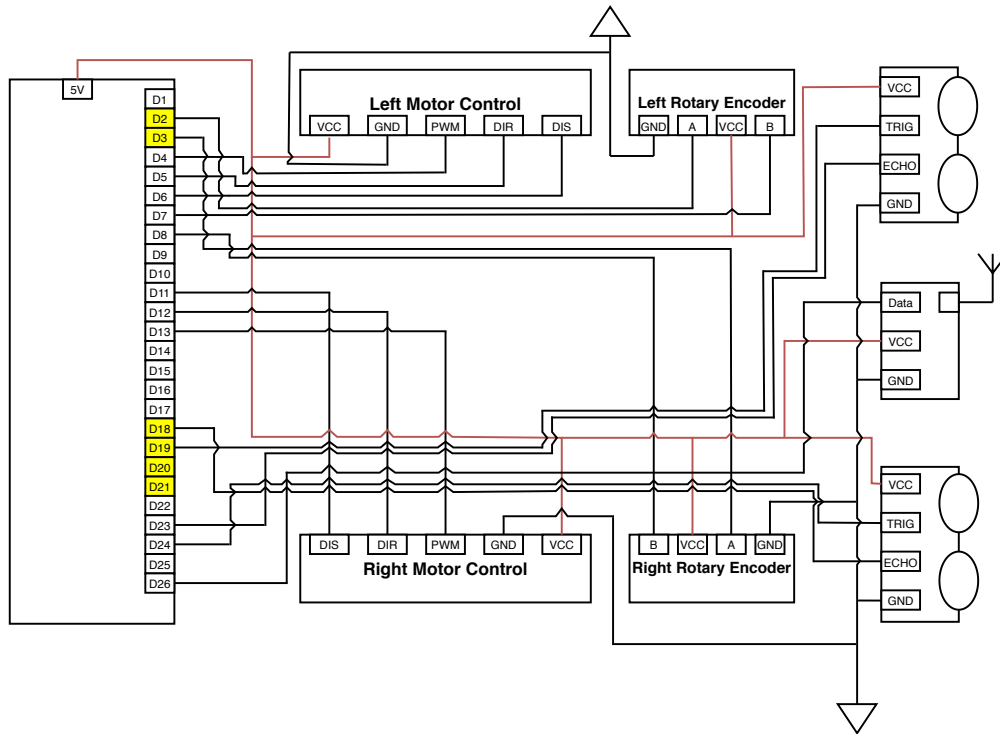 5V
D1
D2
D3
D4
D5
D6
D7
D8
D9
D10
D11
D12
D13
D14
D15
D16
D17
D18
D19
D20
D21
D22
D23
D24
D25
D26
Left Motor Control
VCC GND PWM DIR DIS
Left Rotary Encoder
GND A VCC B
VCC
TRIG
ECHO
GND
Data
VCC
GND
DIS DIR PWM GND VCC
Right Motor Control
B VCC A GND
Right Rotary Encoder
VCC
TRIG
ECHO
GND